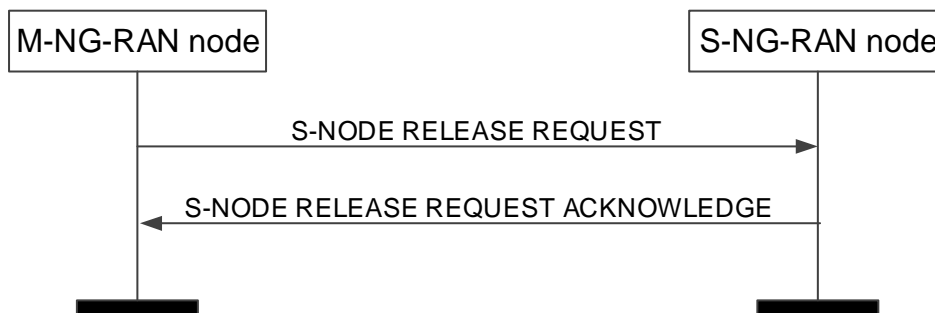 M-NG-RAN node
S-NG-RAN node
S-NODE RELEASE REQUEST
S-NODE RELEASE REQUEST ACKNOWLEDGE